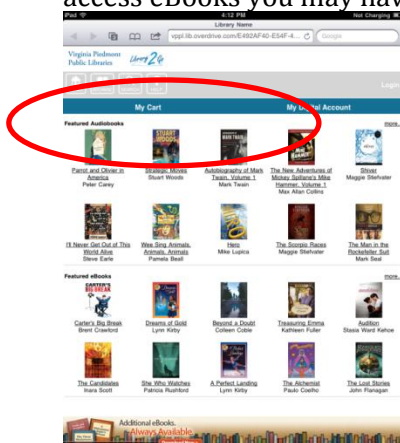 access eBooks you may hav
iPad 4:12 PM Not Charging
Library Name
vppl.lib.overdrive.com/E492AF40-E54F-4... Google
Virginia Piedmont
Public Libraries
Library 24
Login
My Cart My Digital Account
Featured Audiobooks more..
Parrot and Olivier in America
Peter Carey
Strategic Moves
Stuart Woods
Autobiography of Mark Twain, Volume 1
Mark Twain
The New Adventures of Mickey Spillane's Mike Hammer, Volume 1
Max Allan Collins
Shiver
Maggie Stiefvater
I'll Never Get Out of This World Alive
Steve Earle
Wee Sing Animals, Animals, Animals
Pamela Beall
Hero
Mike Lupica
The Scorpio Races
Maggie Stiefvater
The Man in the Rockefeller Suit
Mark Seal
Featured eBooks more..
Carter's Big Break
Brent Crawford
Dreams of Gold
Lynn Kirby
Beyond a Doubt
Colleen Coble
Treasuring Emma
Kathleen Fuller
Audition
Stasia Ward Kehoe
The Candidates
Inara Scott
She Who Watches
Patricia Rushford
A Perfect Landing
Lynn Kirby
The Alchemist
Paulo Coelho
The Lost Stories
John Flanagan
Additional eBooks.
Always Available